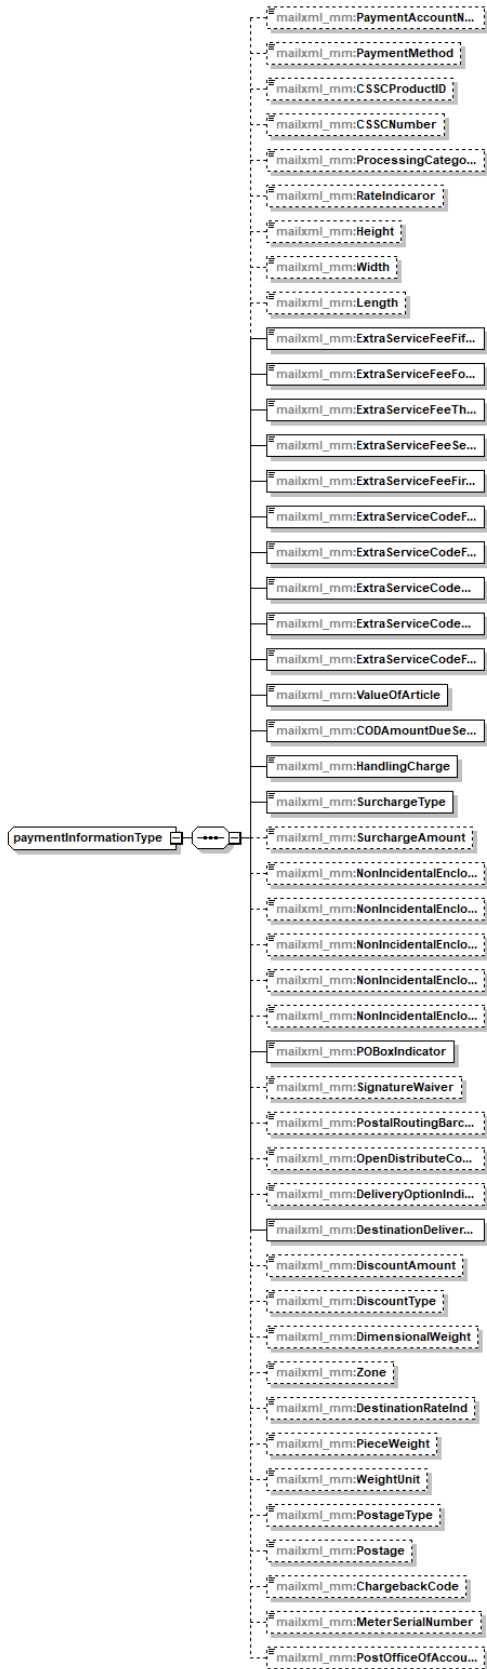 mailxml_mm:PaymentAccountN...
mailxml_mm:PaymentMethod
mailxml_mm:CSSCProductID
mailxml_mm:CSSCNumber
mailxml_mm:ProcessingCatego...
mailxml_mm:RateIndicaror
mailxml_mm:Height
mailxml_mm:Width
mailxml_mm:Length
mailxml_mm:ExtraServiceFeeFif...
mailxml_mm:ExtraServiceFeeFo...
mailxml_mm:ExtraServiceFeeTh...
mailxml_mm:ExtraServiceFeeSe...
mailxml_mm:ExtraServiceFeeFir...
mailxml_mm:ExtraServiceCodeF...
mailxml_mm:ExtraServiceCodeF...
mailxml_mm:ExtraServiceCode...
mailxml_mm:ExtraServiceCode...
mailxml_mm:ExtraServiceCodeF...
mailxml_mm:ValueOfArticle
mailxml_mm:CODAmountDueSe...
mailxml_mm:HandlingCharge
mailxml_mm:SurchargeType
paymentInformationType
mailxml_mm:SurchargeAmount
mailxml_mm:NonIncidentalEnclo...
mailxml_mm:NonIncidentalEnclo...
mailxml_mm:NonIncidentalEnclo...
mailxml_mm:NonIncidentalEnclo...
mailxml_mm:NonIncidentalEnclo...
mailxml_mm:POBoxIndicator
mailxml_mm:SignatureWaiver
mailxml_mm:PostalRoutingBarc...
mailxml_mm:OpenDistributeCo...
mailxml_mm:DeliveryOptionIndi...
mailxml_mm:DestinationDeliver...
mailxml_mm:DiscountAmount
mailxml_mm:DiscountType
mailxml_mm:DimensionalWeight
mailxml_mm:Zone
mailxml_mm:DestinationRateInd
mailxml_mm:PieceWeight
mailxml_mm:WeightUnit
mailxml_mm:PostageType
mailxml_mm:Postage
mailxml_mm:ChargebackCode
mailxml_mm:MeterSerialNumber
mailxml_mm:PostOfficeOfAccou...